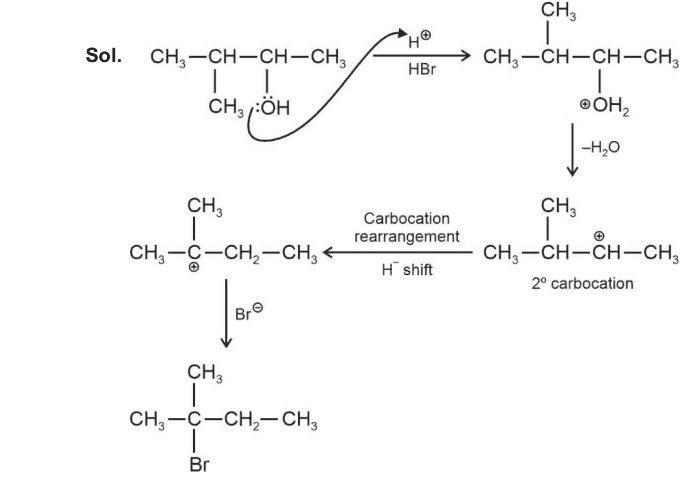 CH₃
Sol. CH₃–CH–CH–CH₃ H⊕ CH₃–CH–CH–CH₃
HBr
CH₃ :ÖH ⊕OH₂
–H₂O
CH₃ CH₃
Carbocation
rearrangement
CH₃–C–CH₂–CH₃ CH₃–CH–CH–CH₃
⊕ H⁻ shift ⊕
2° carbocation
Br⊖
CH₃
CH₃–C–CH₂–CH₃
Br